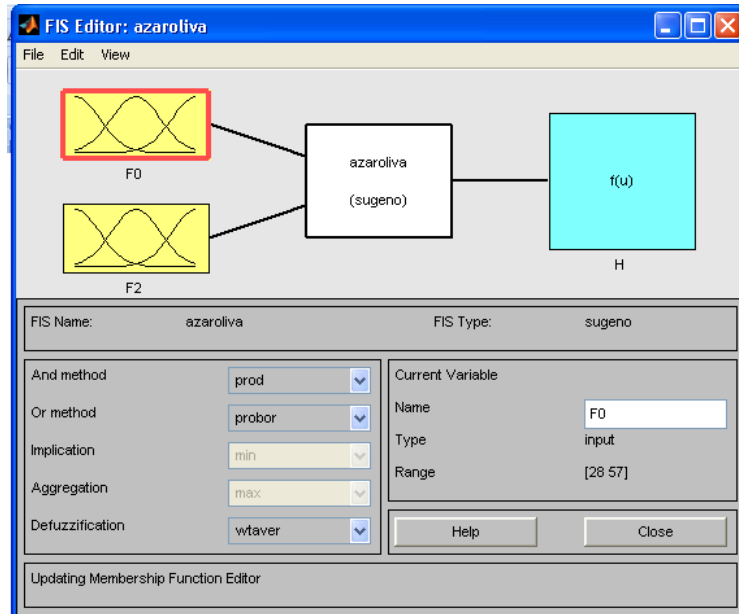 FIS Editor: azaroliva
File Edit View
F0
F2
azaroliva
(sugeno)
f(u)
H
FIS Name: azaroliva FIS Type: sugeno
And method prod
Or method probor
Implication min
Aggregation max
Defuzzification wtaver
Current Variable
Name F0
Type input
Range [28 57]
Help Close
Updating Membership Function Editor